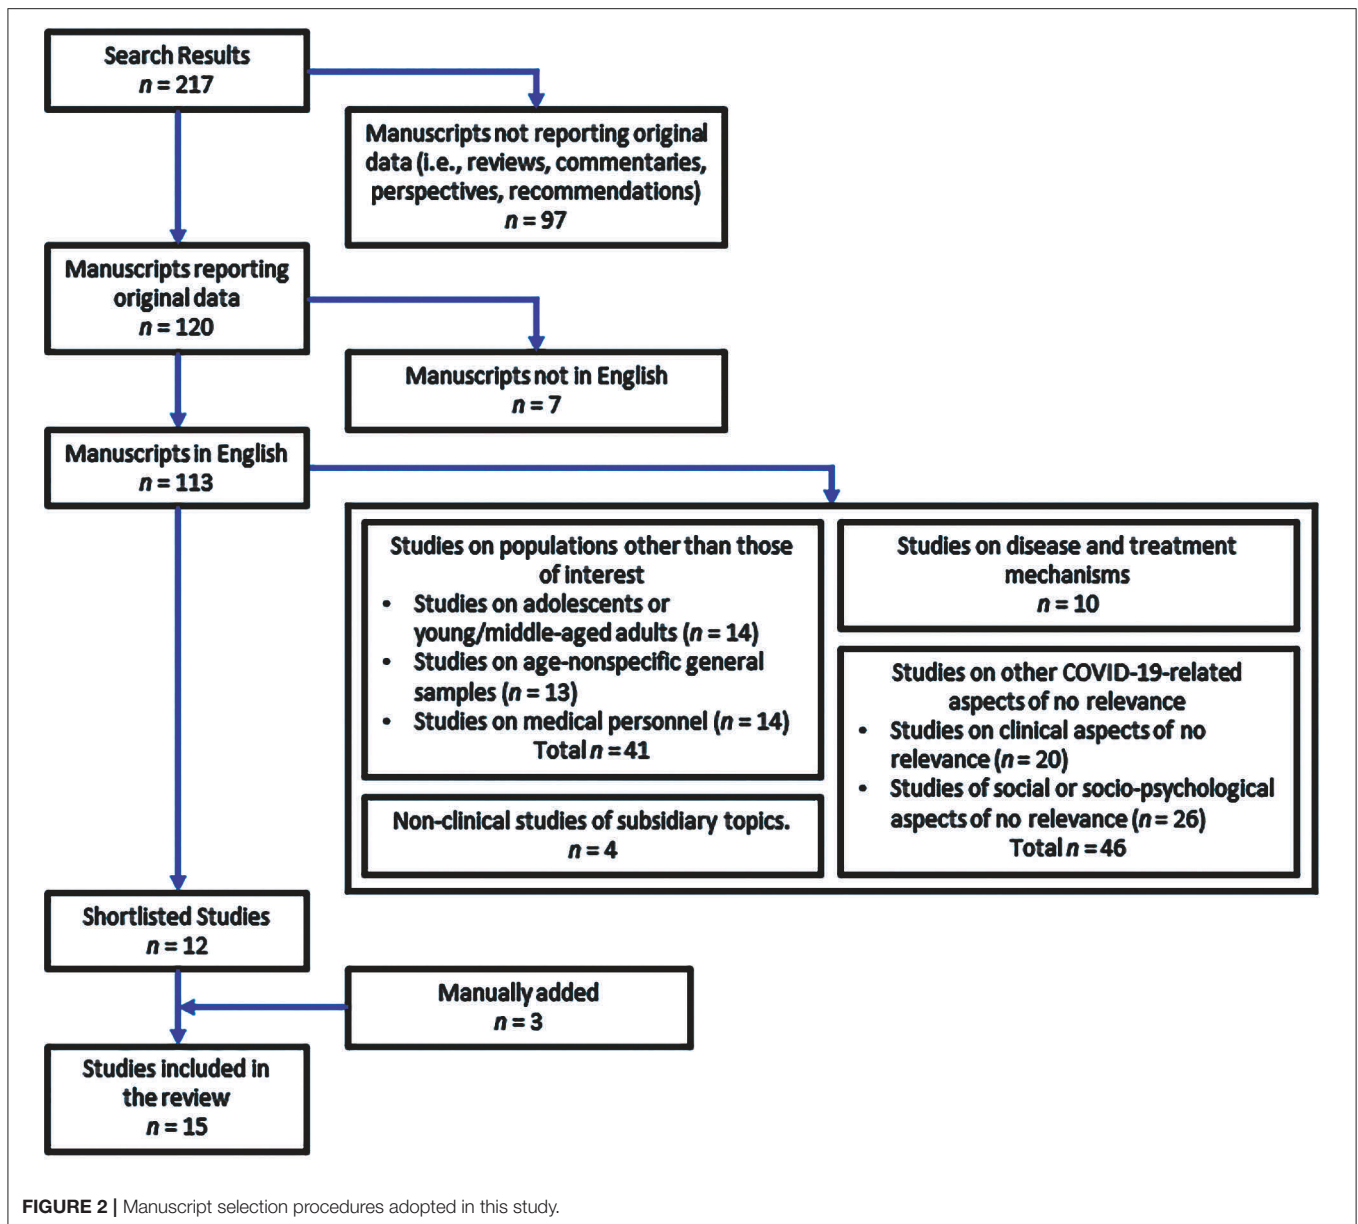 Search Results
n = 217
Manuscripts not reporting original
data (i.e., reviews, commentaries,
perspectives, recommendations)
n = 97
Manuscripts reporting
original data
n = 120
Manuscripts not in English
n = 7
Manuscripts in English
n = 113
Studies on populations other than those
of interest
• Studies on adolescents or
young/middle-aged adults (n = 14)
• Studies on age-nonspecific general
samples (n = 13)
• Studies on medical personnel (n = 14)
Total n = 41
Non-clinical studies of subsidiary topics.
n = 4
Studies on disease and treatment
mechanisms
n = 10
Studies on other COVID-19-related
aspects of no relevance
• Studies on clinical aspects of no
relevance (n = 20)
• Studies of social or socio-psychological
aspects of no relevance (n = 26)
Total n = 46
Shortlisted Studies
n = 12
Manually added
n = 3
Studies included in
the review
n = 15
FIGURE 2 | Manuscript selection procedures adopted in this study.